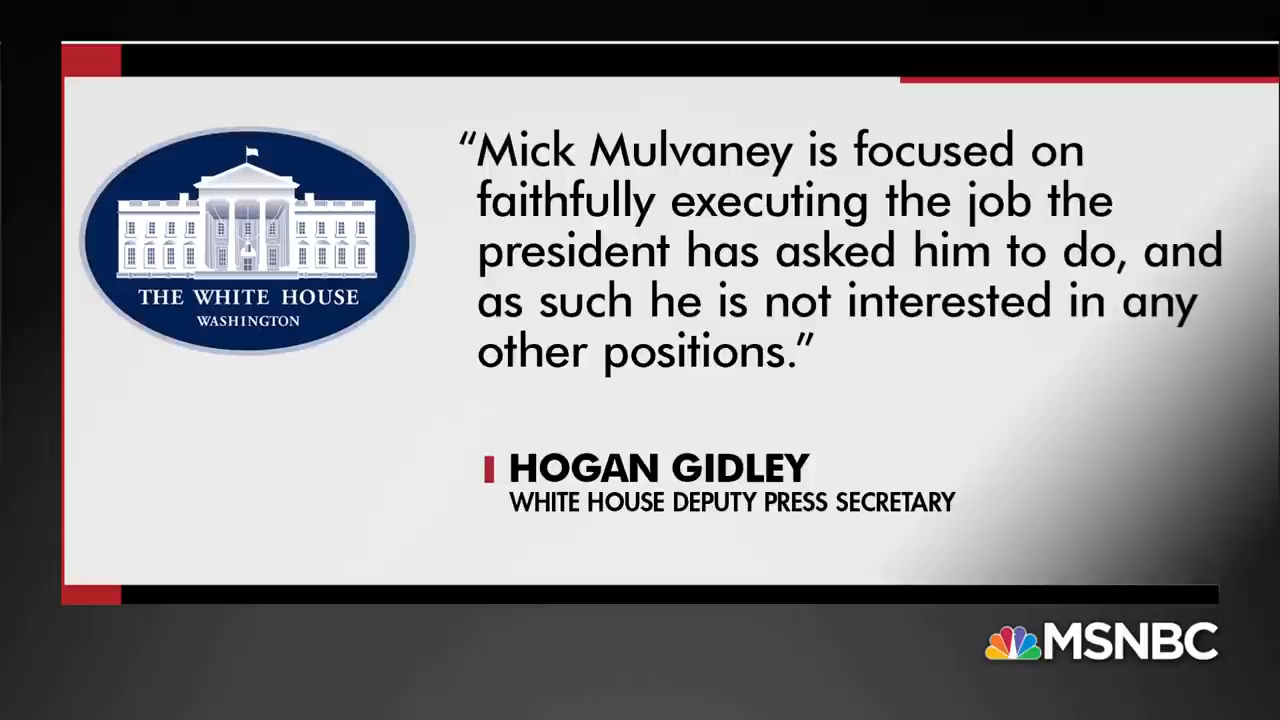 THE WHITE HOUSE
WASHINGTON
“Mick Mulvaney is focused on
faithfully executing the job the
president has asked him to do, and
as such he is not interested in any
other positions.”
HOGAN GIDLEY
WHITE HOUSE DEPUTY PRESS SECRETARY
MSNBC